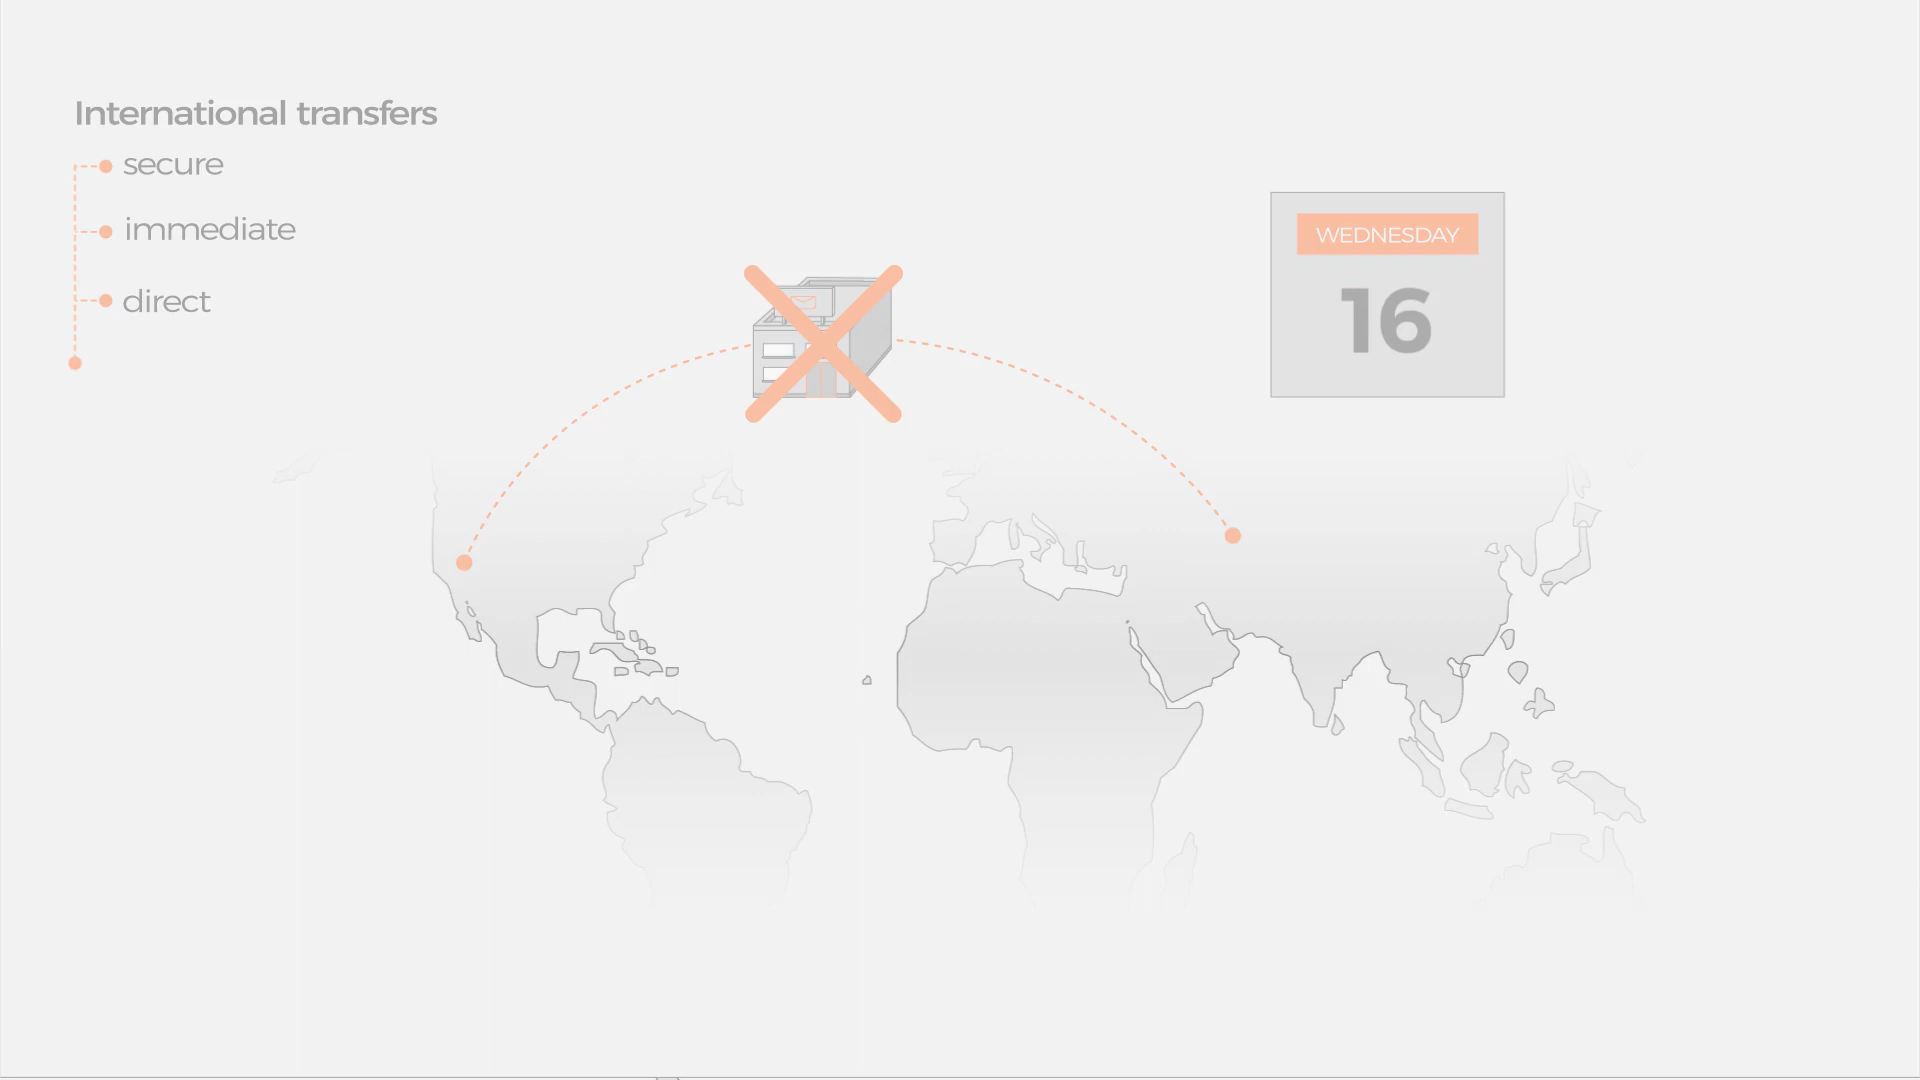 International transfers
secure
immediate
direct
WEDNESDAY
16